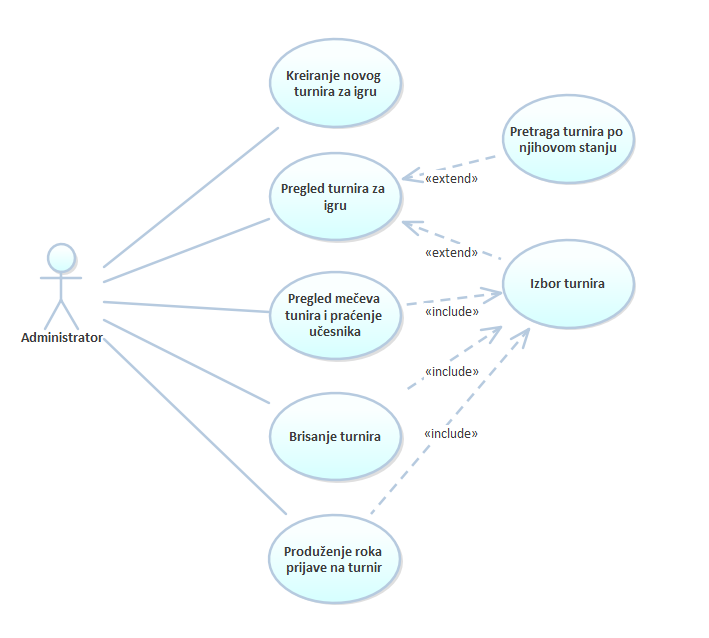 Kreiranje novog
turnira za igru
Pretraga turnira po
njihovom stanju
Pregled turnira za
igru
«extend»
«extend»
Izbor turnira
Pregled mečeva
tunira i praćenje
učesnika
«include»
Administrator
«include»
Brisanje turnira
«include»
Produženje roka
prijave na turnir